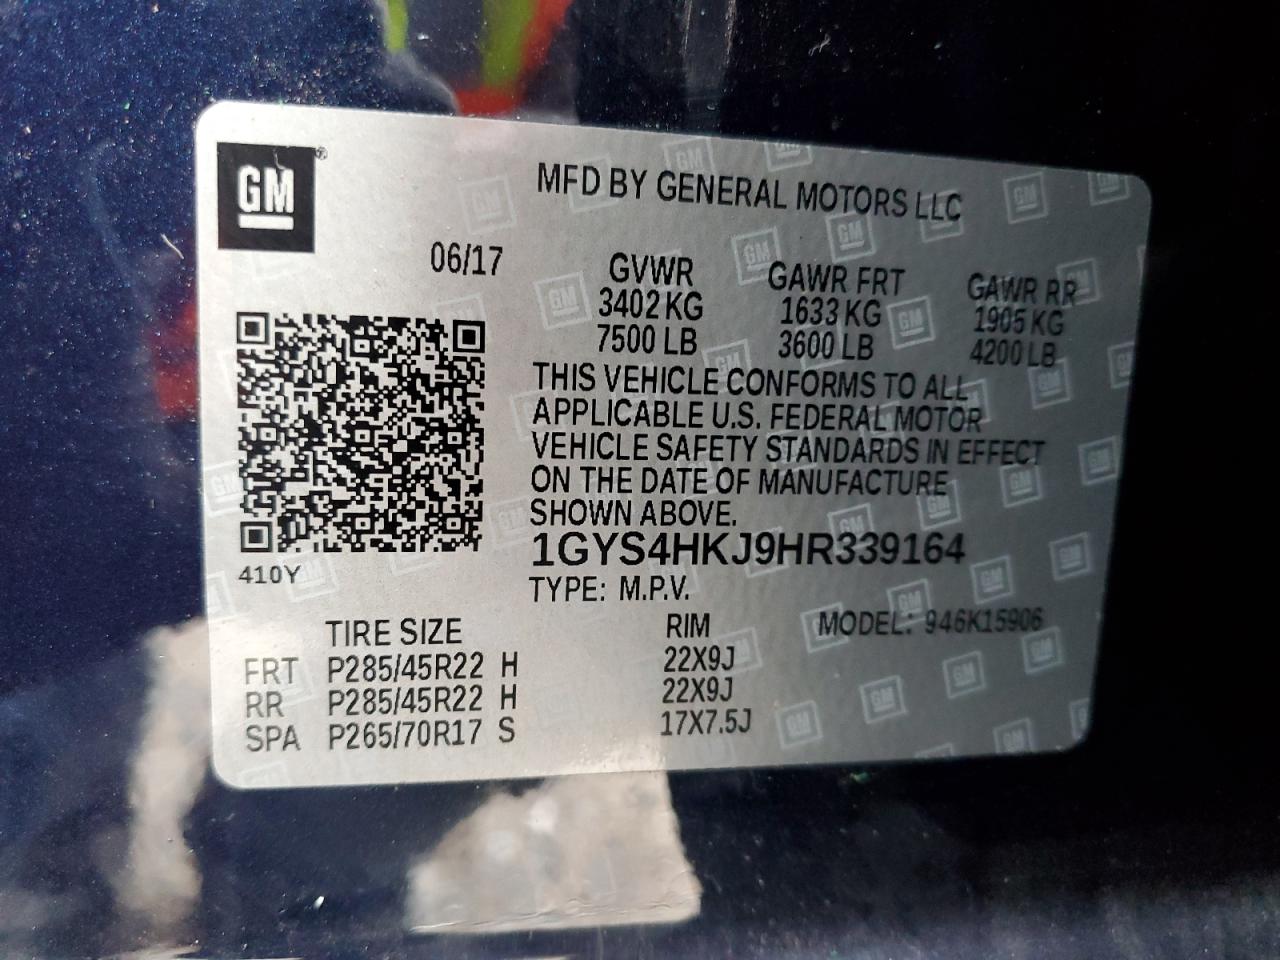 GM
MFD BY GENERAL MOTORS LLC
06/17
GVWR GAWR FRT GAWR RR
3402 KG 1633 KG 1905 KG
7500 LB 3600 LB 4200 LB
THIS VEHICLE CONFORMS TO ALL
APPLICABLE U.S. FEDERAL MOTOR
VEHICLE SAFETY STANDARDS IN EFFECT
ON THE DATE OF MANUFACTURE
SHOWN ABOVE.
1GYS4HKJ9HR339164
410Y
TYPE: M.P.V.
TIRE SIZE RIM MODEL: 946K15906
FRT P285/45R22 H 22X9J
RR P285/45R22 H 22X9J
SPA P265/70R17 S 17X7.5J